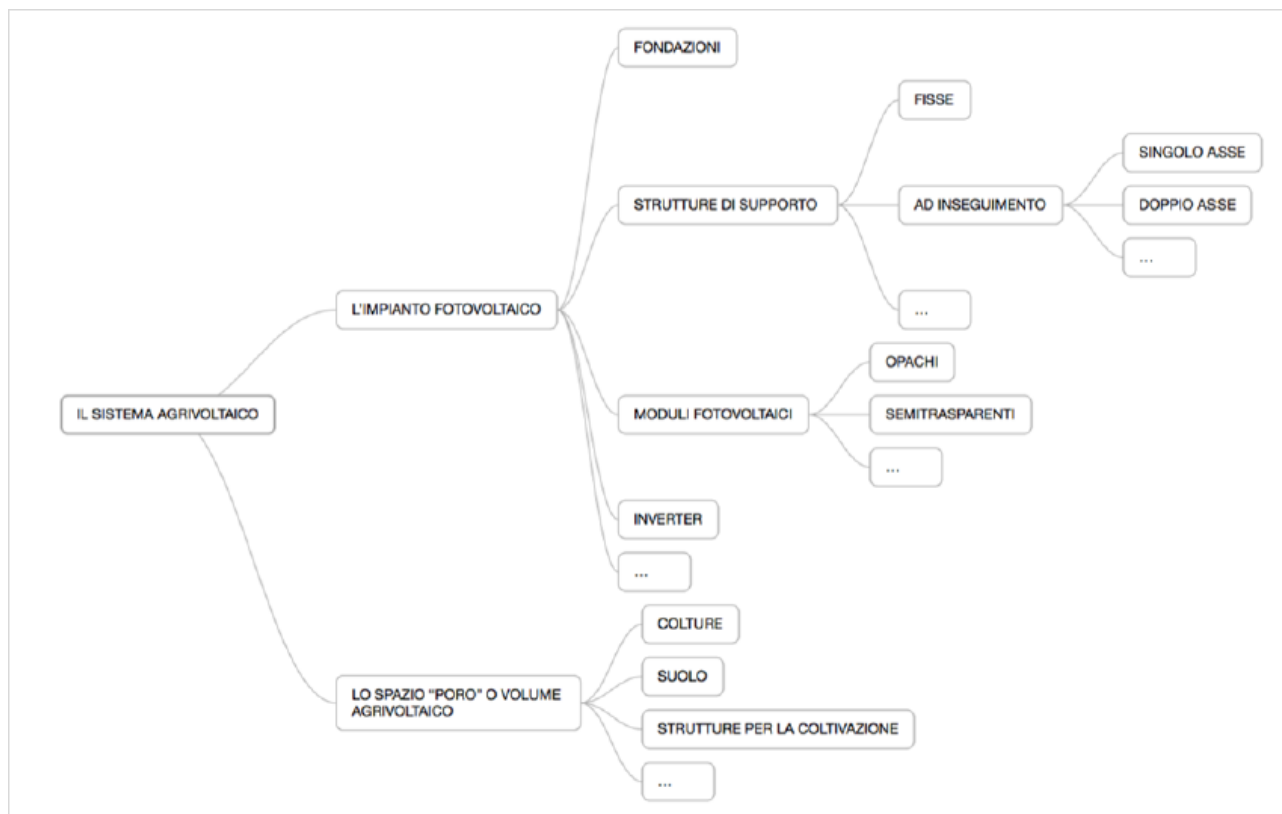 FONDAZIONI
FISSE
SINGOLO ASSE
STRUTTURE DI SUPPORTO
AD INSEGUIMENTO
DOPPIO ASSE
...
L'IMPIANTO FOTOVOLTAICO
...
OPACHI
IL SISTEMA AGRIVOLTAICO
MODULI FOTOVOLTAICI
SEMITRASPARENTI
...
INVERTER
...
COLTURE
SUOLO
LO SPAZIO "PORO" O VOLUME
AGRIVOLTAICO
STRUTTURE PER LA COLTIVAZIONE
...